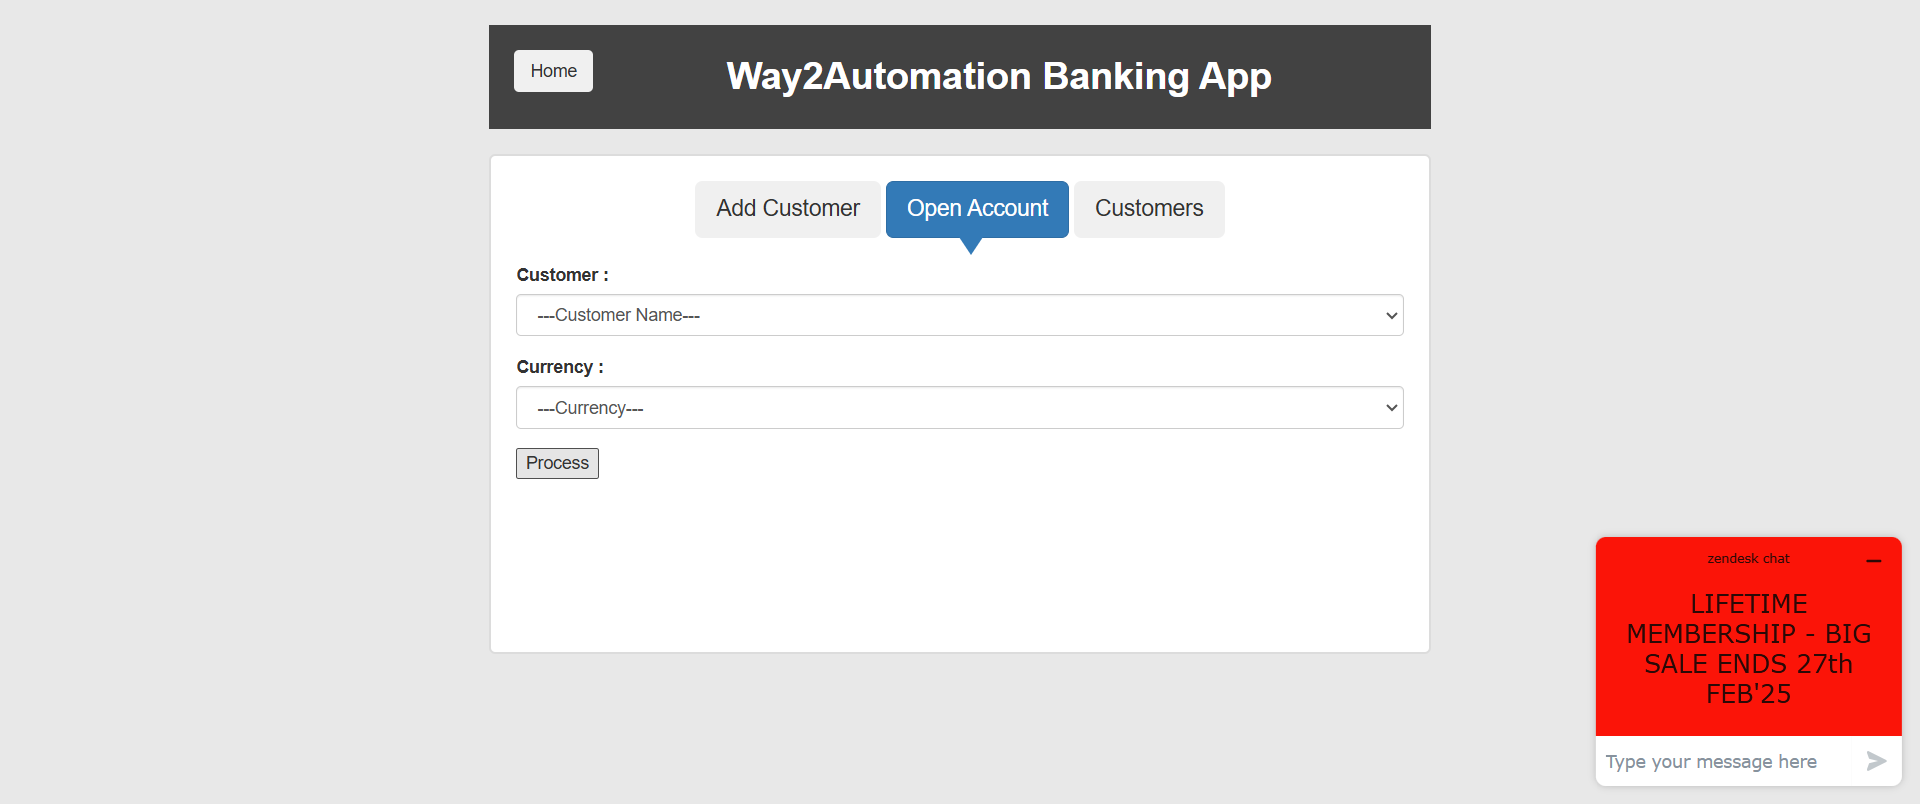 Home
Way2Automation Banking App
Add Customer
Open Account
Customers
Customer :
---Customer Name---
Currency :
---Currency---
Process
zendesk chat
LIFETIME
MEMBERSHIP - BIG
SALE ENDS 27th
FEB'25
Type your message here